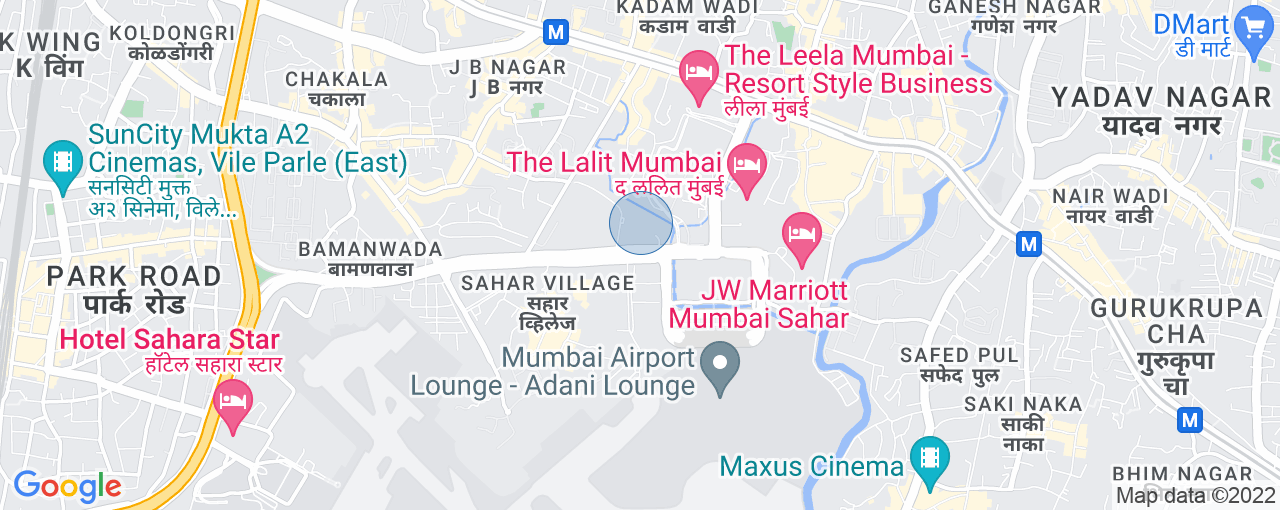 KADAM WADI
कडाम वाडी
GANESH NAGAR
गणेश नगर
DMart
डी मार्ट
K WING
K विंग
KOLDONGRI
कोळडोंगरी
CHAKALA
चकाला
J B NAGAR
J B नगर
The Leela Mumbai -
Resort Style Business
लीला मुंबई
YADAV NAGAR
यादव नगर
SunCity Mukta A2
Cinemas, Vile Parle (East)
सनसिटी मुक्त
अ२ सिनेमा, विले...
The Lalit Mumbai
द ललित मुंबई
NAIR WADI
नायर वाडी
BAMANWADA
बामणवाडा
PARK ROAD
पार्क रोड
SAHAR VILLAGE
सहार
व्हिलेज
JW Marriott
Mumbai Sahar
GURUKRUPA
CHA
गुरुकृपा
चा
Hotel Sahara Star
हॉटेल सहारा स्टार
Mumbai Airport
Lounge - Adani Lounge
SAFED PUL
सफेद पुल
SAKI NAKA
साकी
नाका
Maxus Cinema
BHIM NAGAR
Google
Map data ©2022